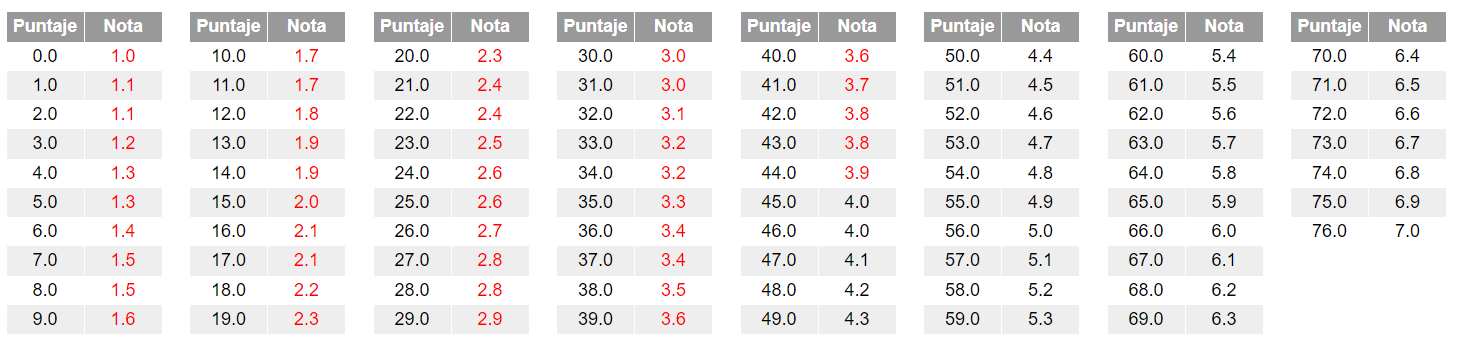 Puntaje Nota Puntaje Nota Puntaje Nota Puntaje Nota Puntaje Nota Puntaje Nota Puntaje Nota Puntaje Nota
0.0 1.0 10.0 1.7 20.0 2.3 30.0 3.0 40.0 3.6 50.0 4.4 60.0 5.4 70.0 6.4
1.0 1.1 11.0 1.7 21.0 2.4 31.0 3.0 41.0 3.7 51.0 4.5 61.0 5.5 71.0 6.5
2.0 1.1 12.0 1.8 22.0 2.4 32.0 3.1 42.0 3.8 52.0 4.6 62.0 5.6 72.0 6.6
3.0 1.2 13.0 1.9 23.0 2.5 33.0 3.2 43.0 3.8 53.0 4.7 63.0 5.7 73.0 6.7
4.0 1.3 14.0 1.9 24.0 2.6 34.0 3.2 44.0 3.9 54.0 4.8 64.0 5.8 74.0 6.8
5.0 1.3 15.0 2.0 25.0 2.6 35.0 3.3 45.0 4.0 55.0 4.9 65.0 5.9 75.0 6.9
6.0 1.4 16.0 2.1 26.0 2.7 36.0 3.4 46.0 4.0 56.0 5.0 66.0 6.0 76.0 7.0
7.0 1.5 17.0 2.1 27.0 2.8 37.0 3.4 47.0 4.1 57.0 5.1 67.0 6.1
8.0 1.5 18.0 2.2 28.0 2.8 38.0 3.5 48.0 4.2 58.0 5.2 68.0 6.2
9.0 1.6 19.0 2.3 29.0 2.9 39.0 3.6 49.0 4.3 59.0 5.3 69.0 6.3